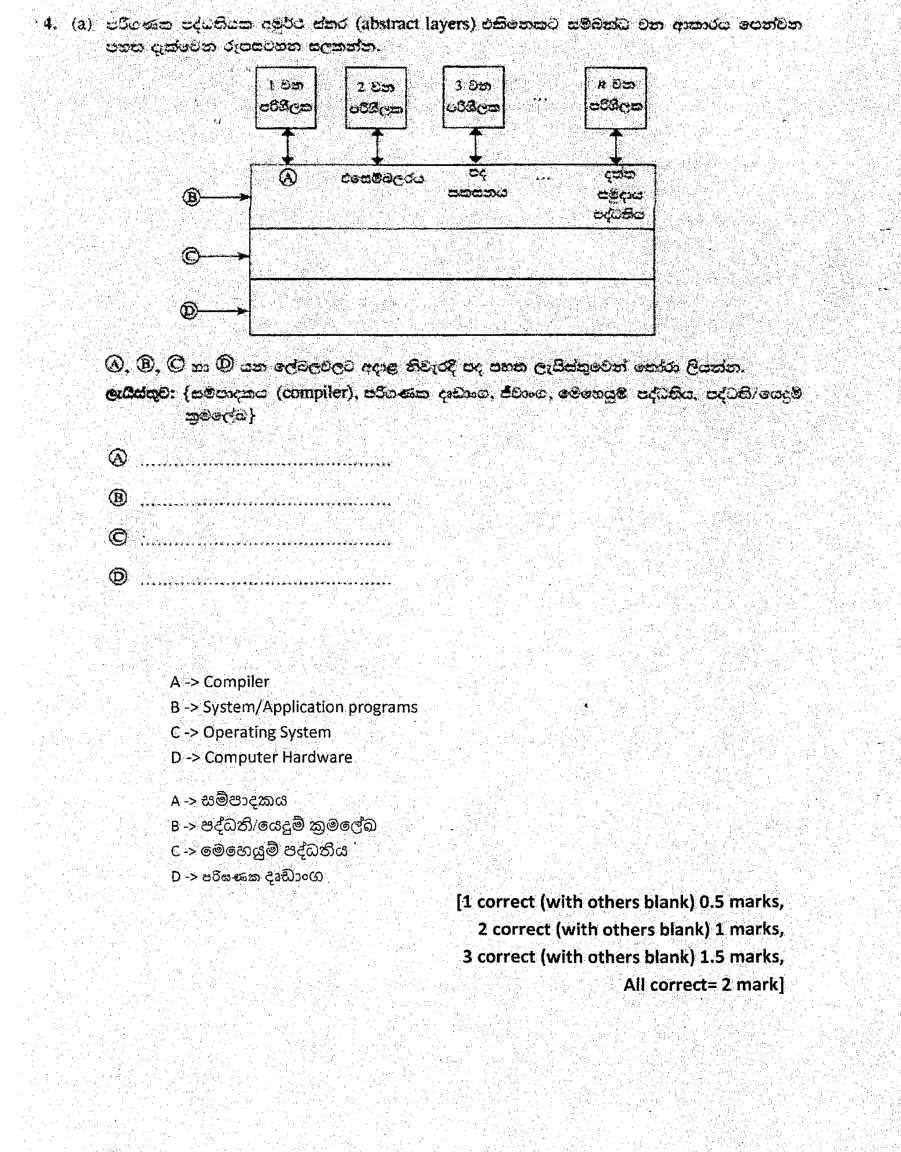 4. (a) පරිගණක පද්ධතියක අමූර්ථ ස්තර (abstract layers) එකිනෙකට සම්බන්ධ වන ආකාරය පෙන්වන
පහත දැක්වෙන රූපසටහන සලකන්න.
1 වන 2 වන 3 වන ... n වන
පරිශීලක පරිශීලක පරිශීලක පරිශීලක
A එසෙම්බලරය පද ... දත්ත
සකසනය සමුදාය
B පද්ධතිය
C
D
A, B, C හා D යන ලේබලවලට අදාළ නිවැරදි පද පහත ලැයිස්තුවෙන් තෝරා ලියන්න.
ලැයිස්තුව: {සම්පාදකය (compiler), පරිගණක දෘඩාංග, ජීවාංග, මෙහෙයුම් පද්ධතිය, පද්ධති/යෙදුම්
ක්‍රමලේඛ}
A ........................................
B ........................................
C ........................................
D ........................................
A -> Compiler
B -> System/Application programs
C -> Operating System
D -> Computer Hardware
A -> සම්පාදකය
B -> පද්ධති/යෙදුම් ක්‍රමලේඛ
C -> මෙහෙයුම් පද්ධතිය
D -> පරිඝණක දෘඩාංග
[1 correct (with others blank) 0.5 marks,
2 correct (with others blank) 1 marks,
3 correct (with others blank) 1.5 marks,
All correct= 2 mark]